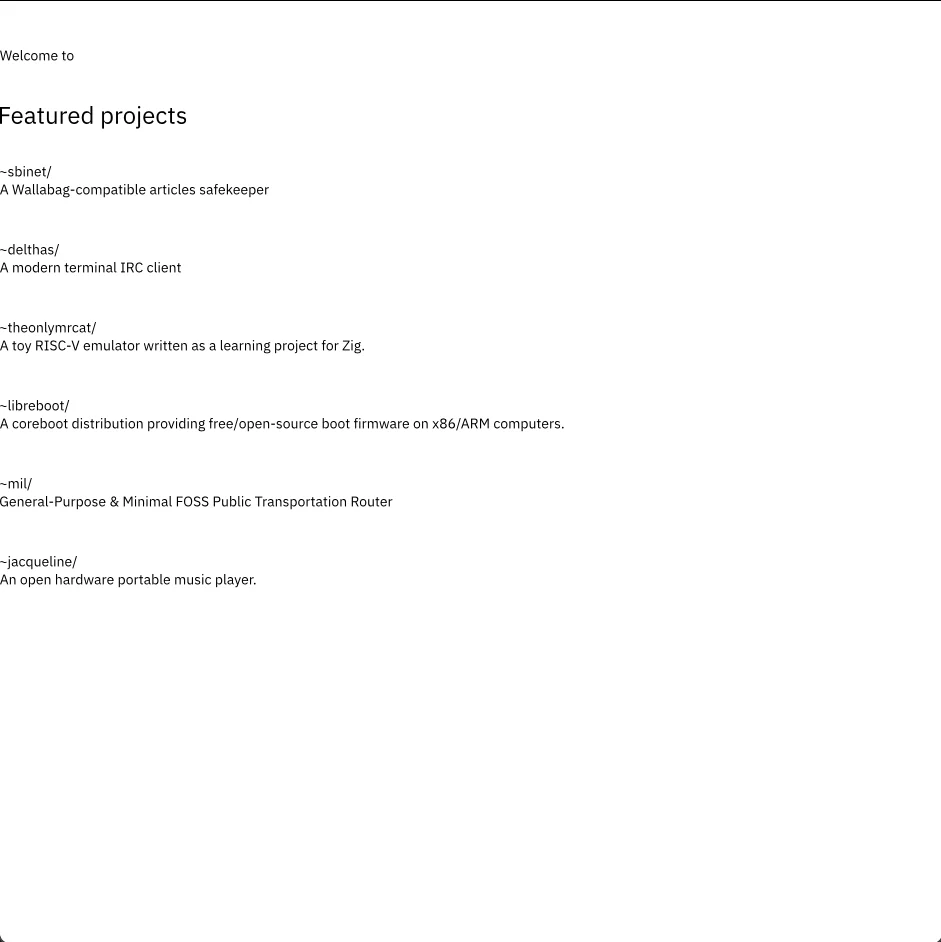 Welcome to
Featured projects
~sbinet/
A Wallabag-compatible articles safekeeper
~delthas/
A modern terminal IRC client
~theonlymrcat/
A toy RISC-V emulator written as a learning project for Zig.
~libreboot/
A coreboot distribution providing free/open-source boot firmware on x86/ARM computers.
~mil/
General-Purpose & Minimal FOSS Public Transportation Router
~jacqueline/
An open hardware portable music player.